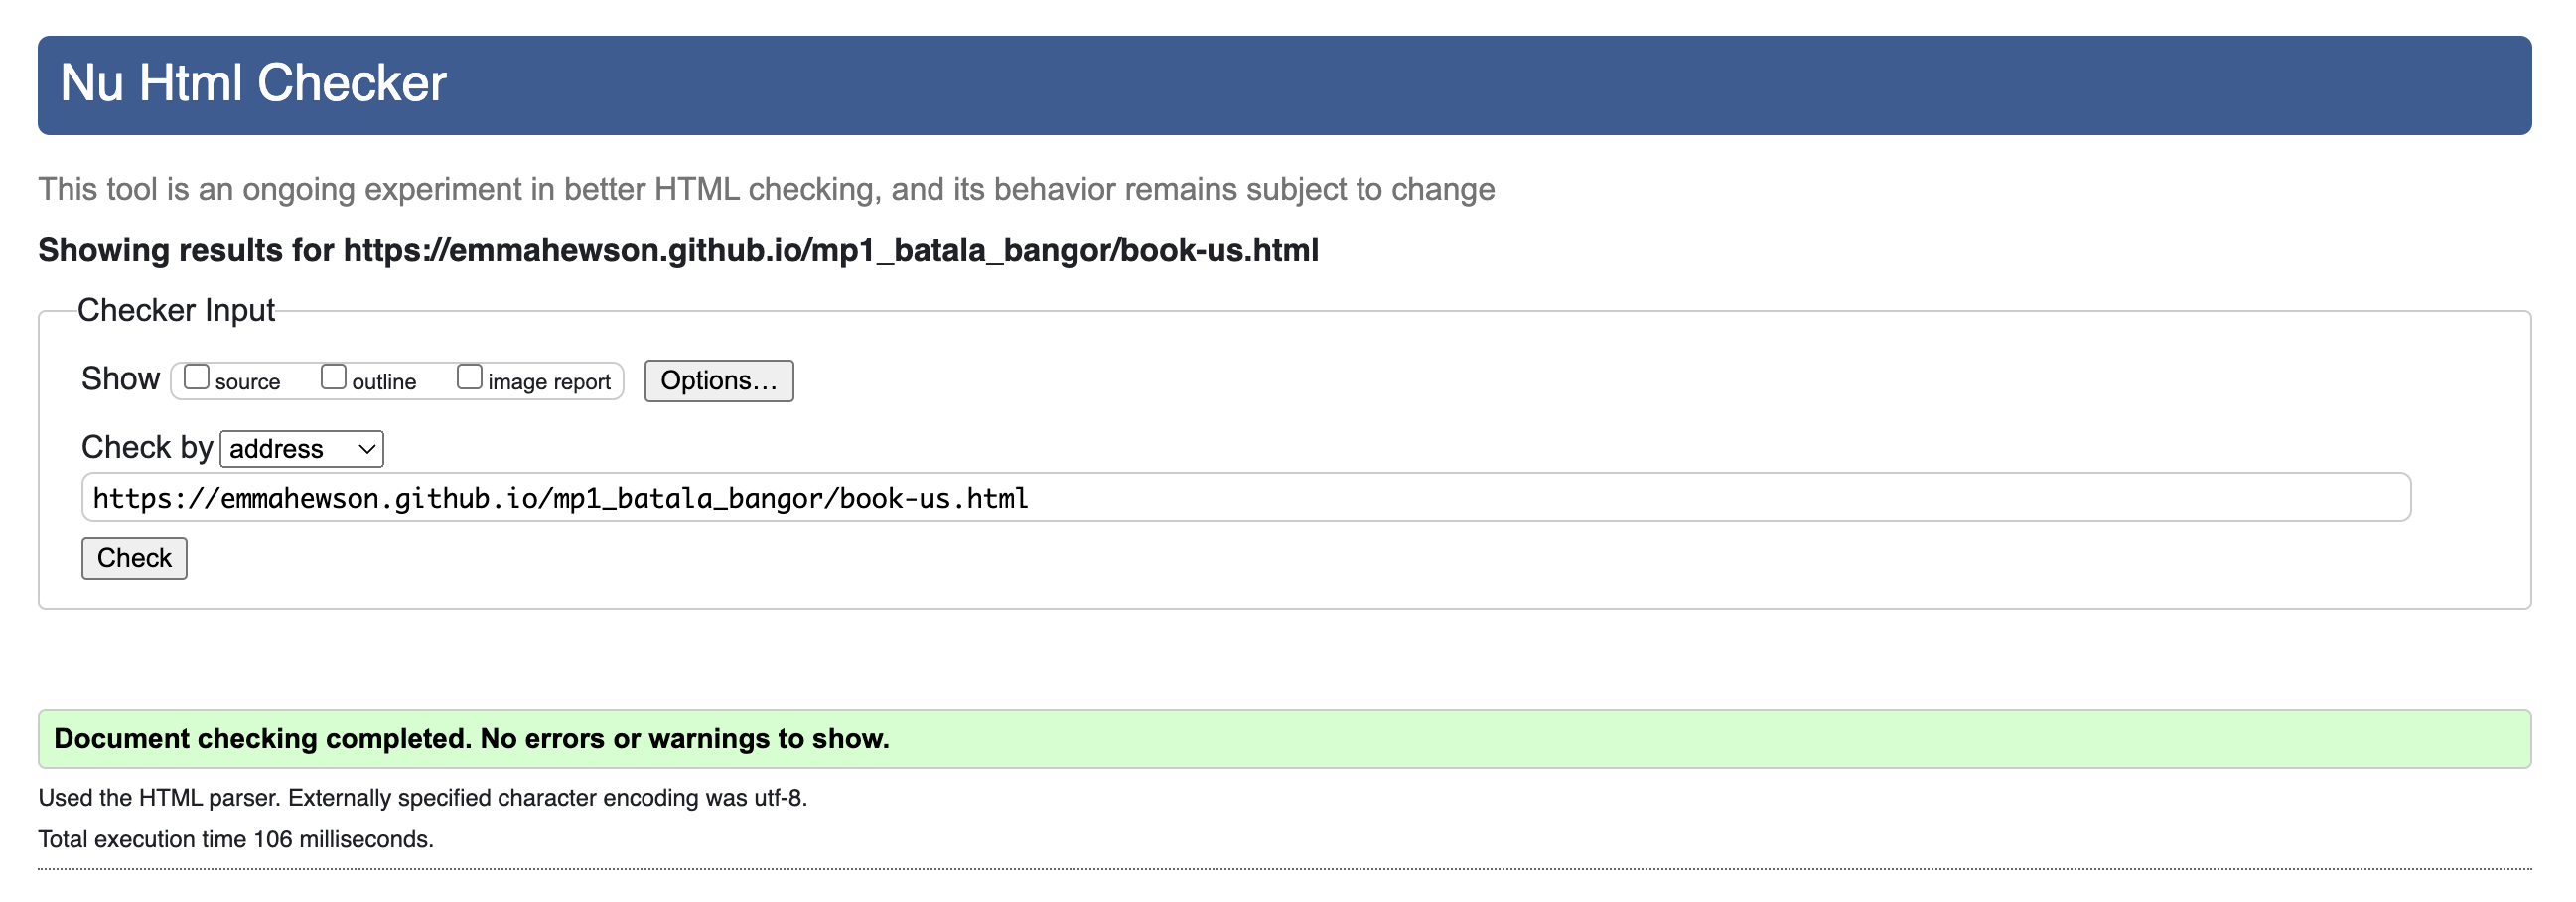 Nu Html Checker
This tool is an ongoing experiment in better HTML checking, and its behavior remains subject to change
Showing results for https://emmahewson.github.io/mp1_batala_bangor/book-us.html
Checker Input
Show source outline image report Options...
Check by address
https://emmahewson.github.io/mp1_batala_bangor/book-us.html
Check
Document checking completed. No errors or warnings to show.
Used the HTML parser. Externally specified character encoding was utf-8.
Total execution time 106 milliseconds.